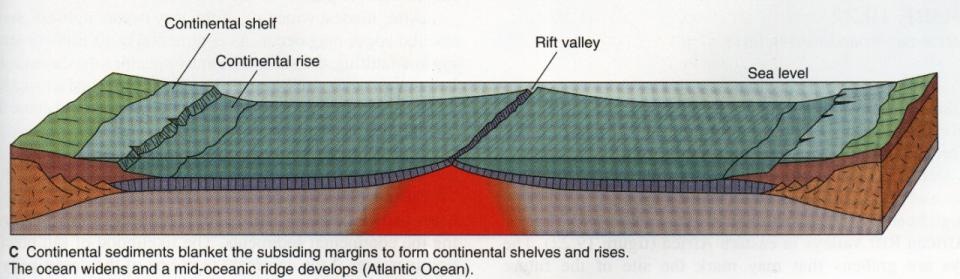 Continental shelf
Rift valley
Continental rise
Sea level
C Continental sediments blanket the subsiding margins to form continental shelves and rises.
The ocean widens and a mid-oceanic ridge develops (Atlantic Ocean).